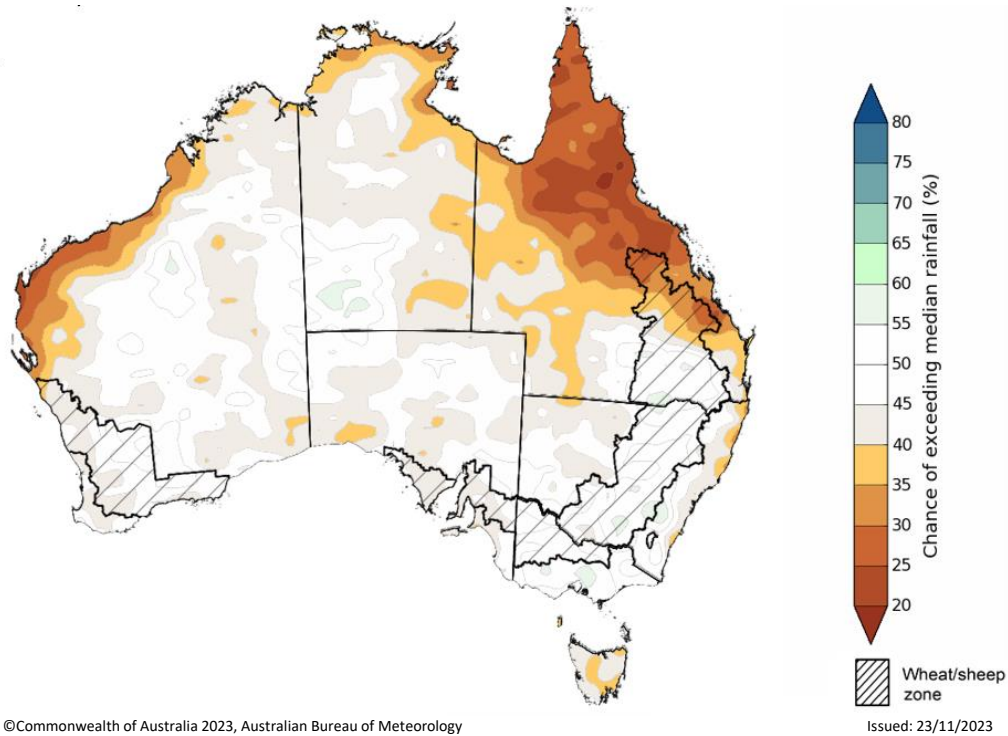 80
75
70
65
60
55
50
45
40
35
30
25
20
Chance of exceeding median rainfall (%)
Wheat/sheep
zone
©Commonwealth of Australia 2023, Australian Bureau of Meteorology
Issued: 23/11/2023